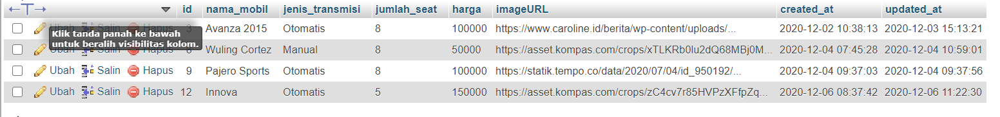 id nama_mobil jenis_transmisi jumlah_seat harga imageURL created_at updated_at
Ubah Salin Hapus 3 Avanza 2015 Otomatis 8 100000 https://www.caroline.id/berita/wp-content/uploads/... 2020-12-02 10:38:13 2020-12-03 15:13:21
Klik tanda panah ke bawah
untuk beralih visibilitas kolom.
Ubah Salin Hapus Wuling Cortez Manual 8 50000 https://asset.kompas.com/crops/xTLKRb0lu2dQ68MBj0M... 2020-12-04 07:45:28 2020-12-04 10:59:01
Ubah Salin Hapus 9 Pajero Sports Otomatis 8 100000 https://statik.tempo.co/data/2020/07/04/id_950192/... 2020-12-04 09:37:03 2020-12-04 09:37:56
Ubah Salin Hapus 12 Innova Otomatis 5 150000 https://asset.kompas.com/crops/zC4cv7r85HVPzXFfpZq... 2020-12-06 08:37:42 2020-12-06 11:22:30